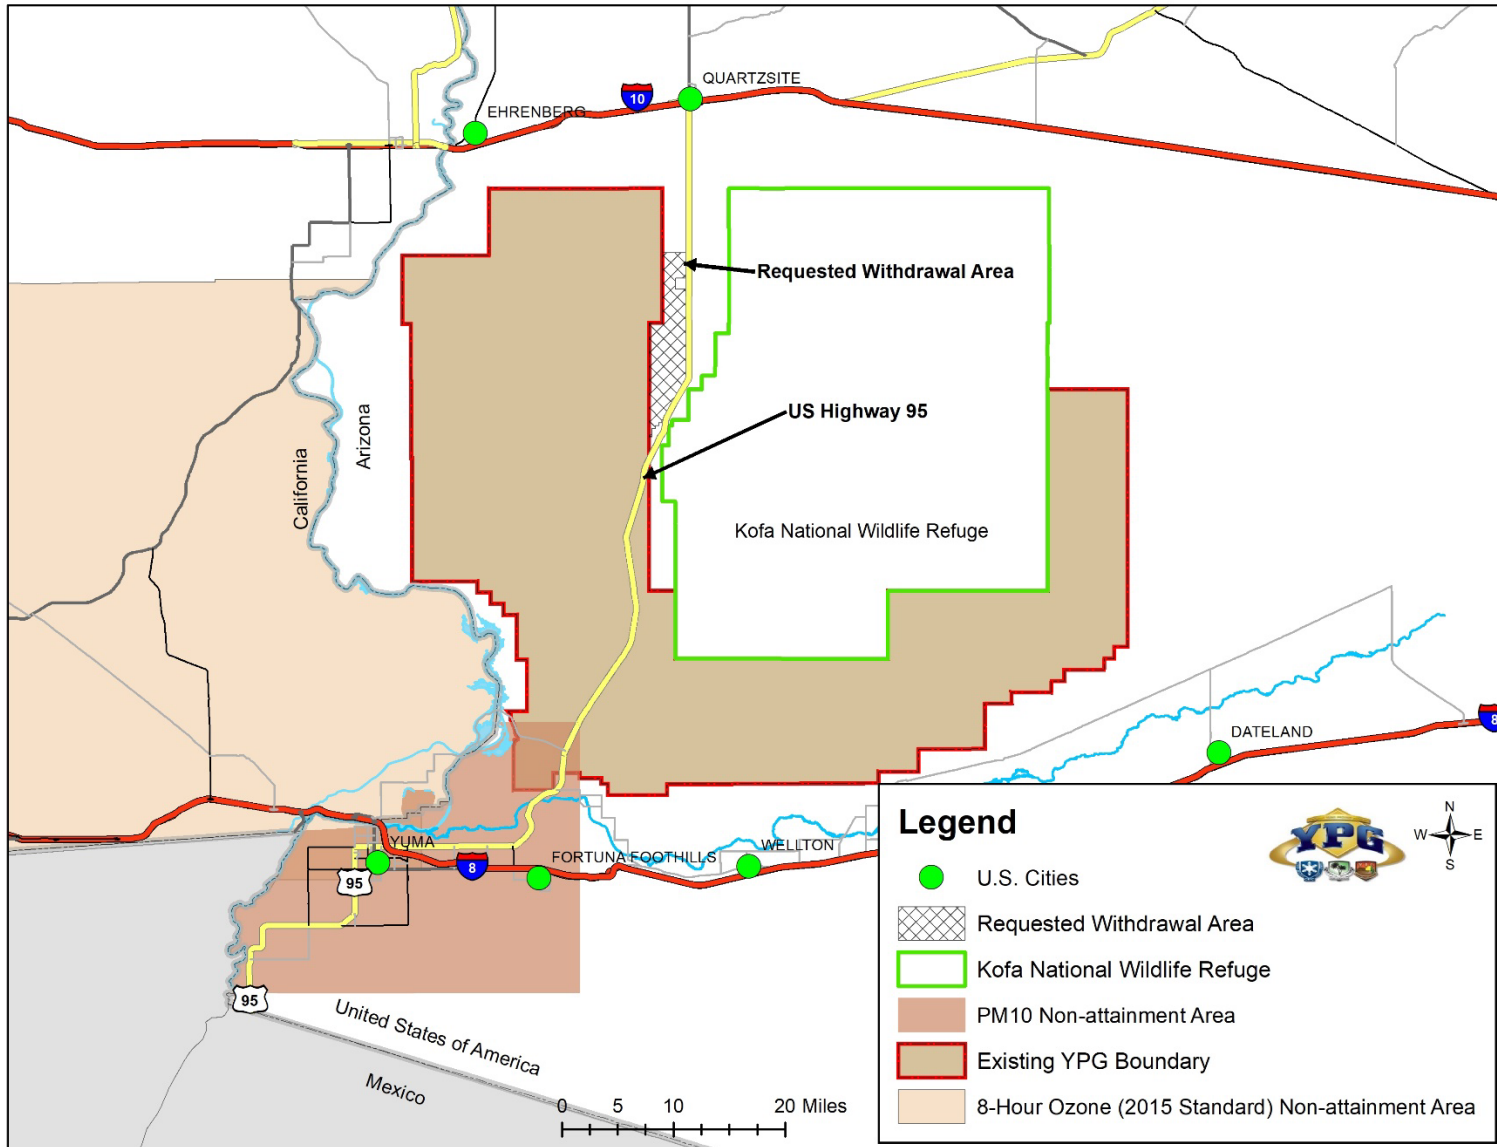 QUARTZSITE
10
EHRENBERG
Requested Withdrawal Area
US Highway 95
Arizona
California
Kofa National Wildlife Refuge
8
DATELAND
YUMA
FORTUNA FOOTHILLS
WELLTON
8
95
95
United States of America
Mexico
0 5 10 20 Miles
Legend
YPG
N
W E
S
U.S. Cities
Requested Withdrawal Area
Kofa National Wildlife Refuge
PM10 Non-attainment Area
Existing YPG Boundary
8-Hour Ozone (2015 Standard) Non-attainment Area